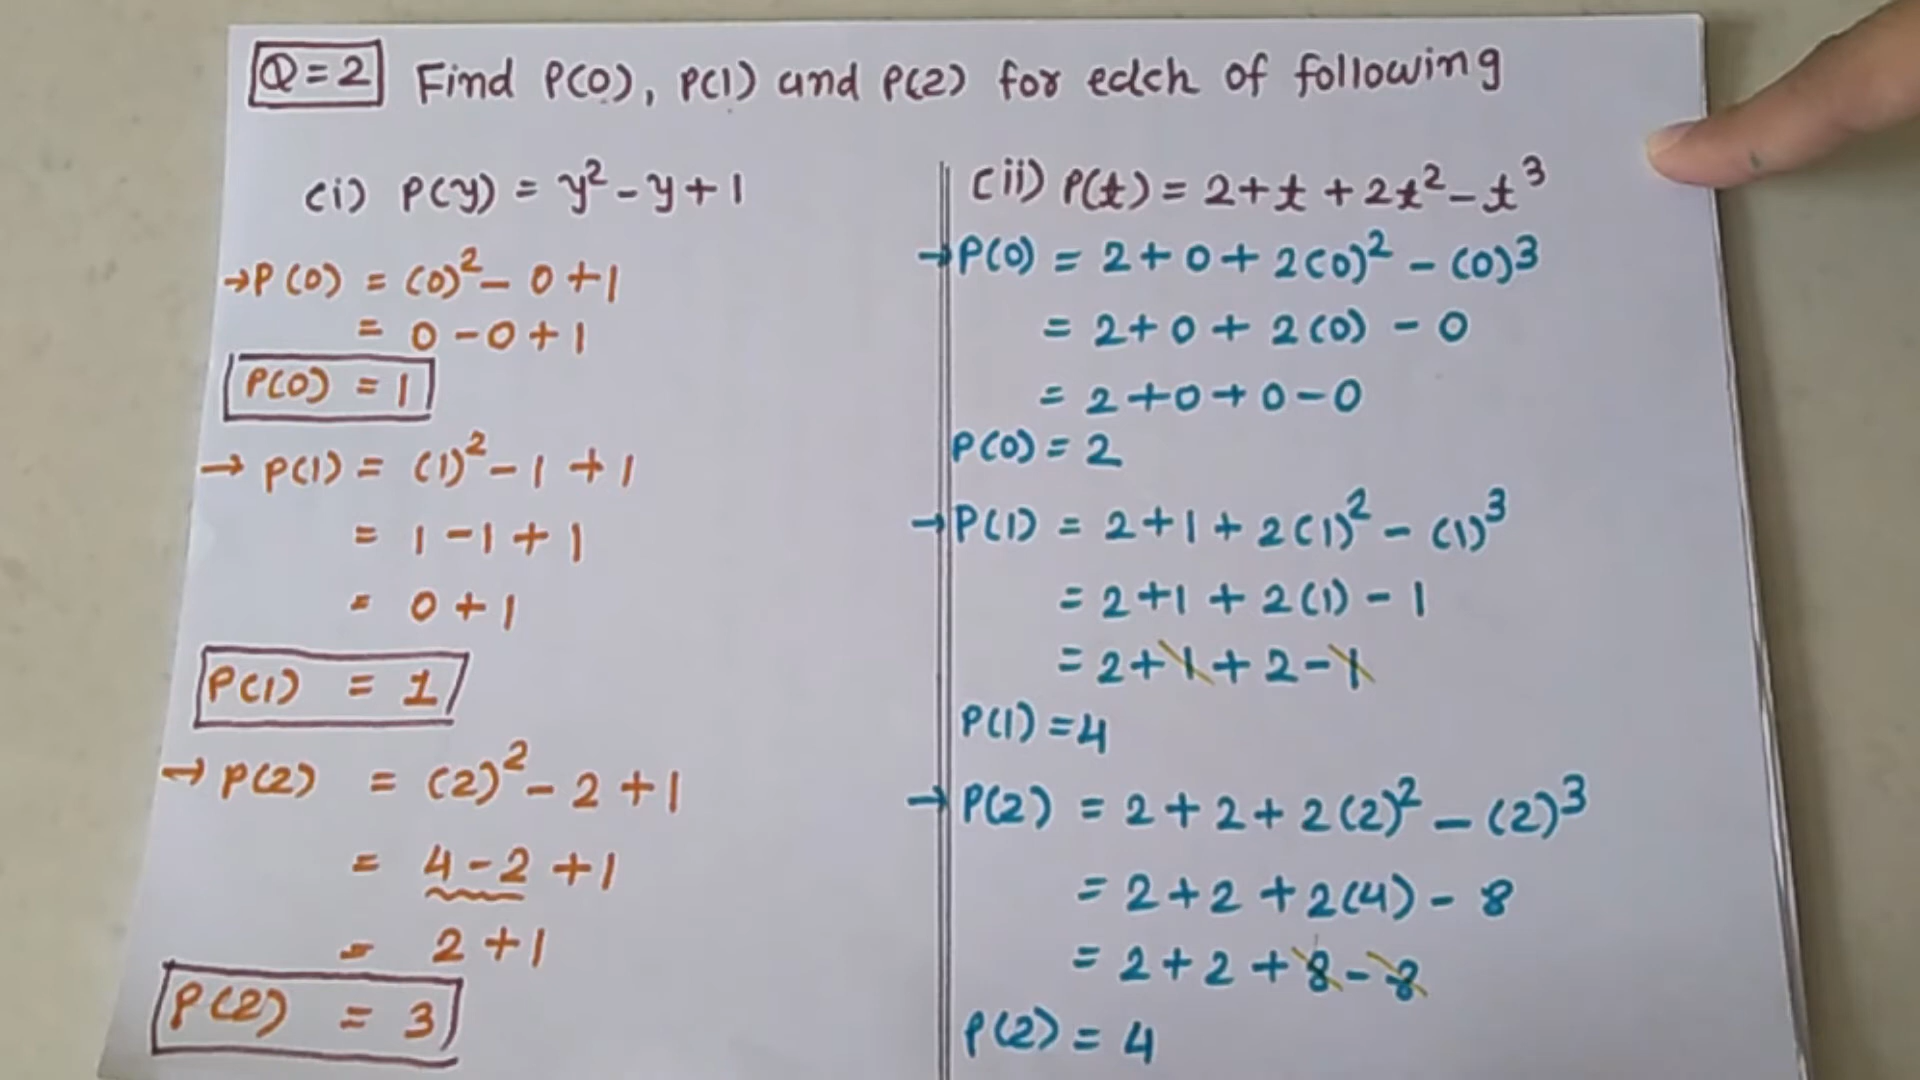 Q=2 Find P(0), P(1) and P(2) for each of following
(i) P(y) = y² - y + 1
→ P(0) = (0)² - 0 + 1
= 0 - 0 + 1
P(0) = 1
→ P(1) = (1)² - 1 + 1
= 1 - 1 + 1
= 0 + 1
P(1) = 1
→ P(2) = (2)² - 2 + 1
= 4 - 2 + 1
= 2 + 1
P(2) = 3
(ii) P(t) = 2 + t + 2t² - t³
→ P(0) = 2 + 0 + 2(0)² - (0)³
= 2 + 0 + 2(0) - 0
= 2 + 0 + 0 - 0
P(0) = 2
→ P(1) = 2 + 1 + 2(1)² - (1)³
= 2 + 1 + 2(1) - 1
= 2 + 1 + 2 - 1
P(1) = 4
→ P(2) = 2 + 2 + 2(2)² - (2)³
= 2 + 2 + 2(4) - 8
= 2 + 2 + 8 - 8
P(2) = 4